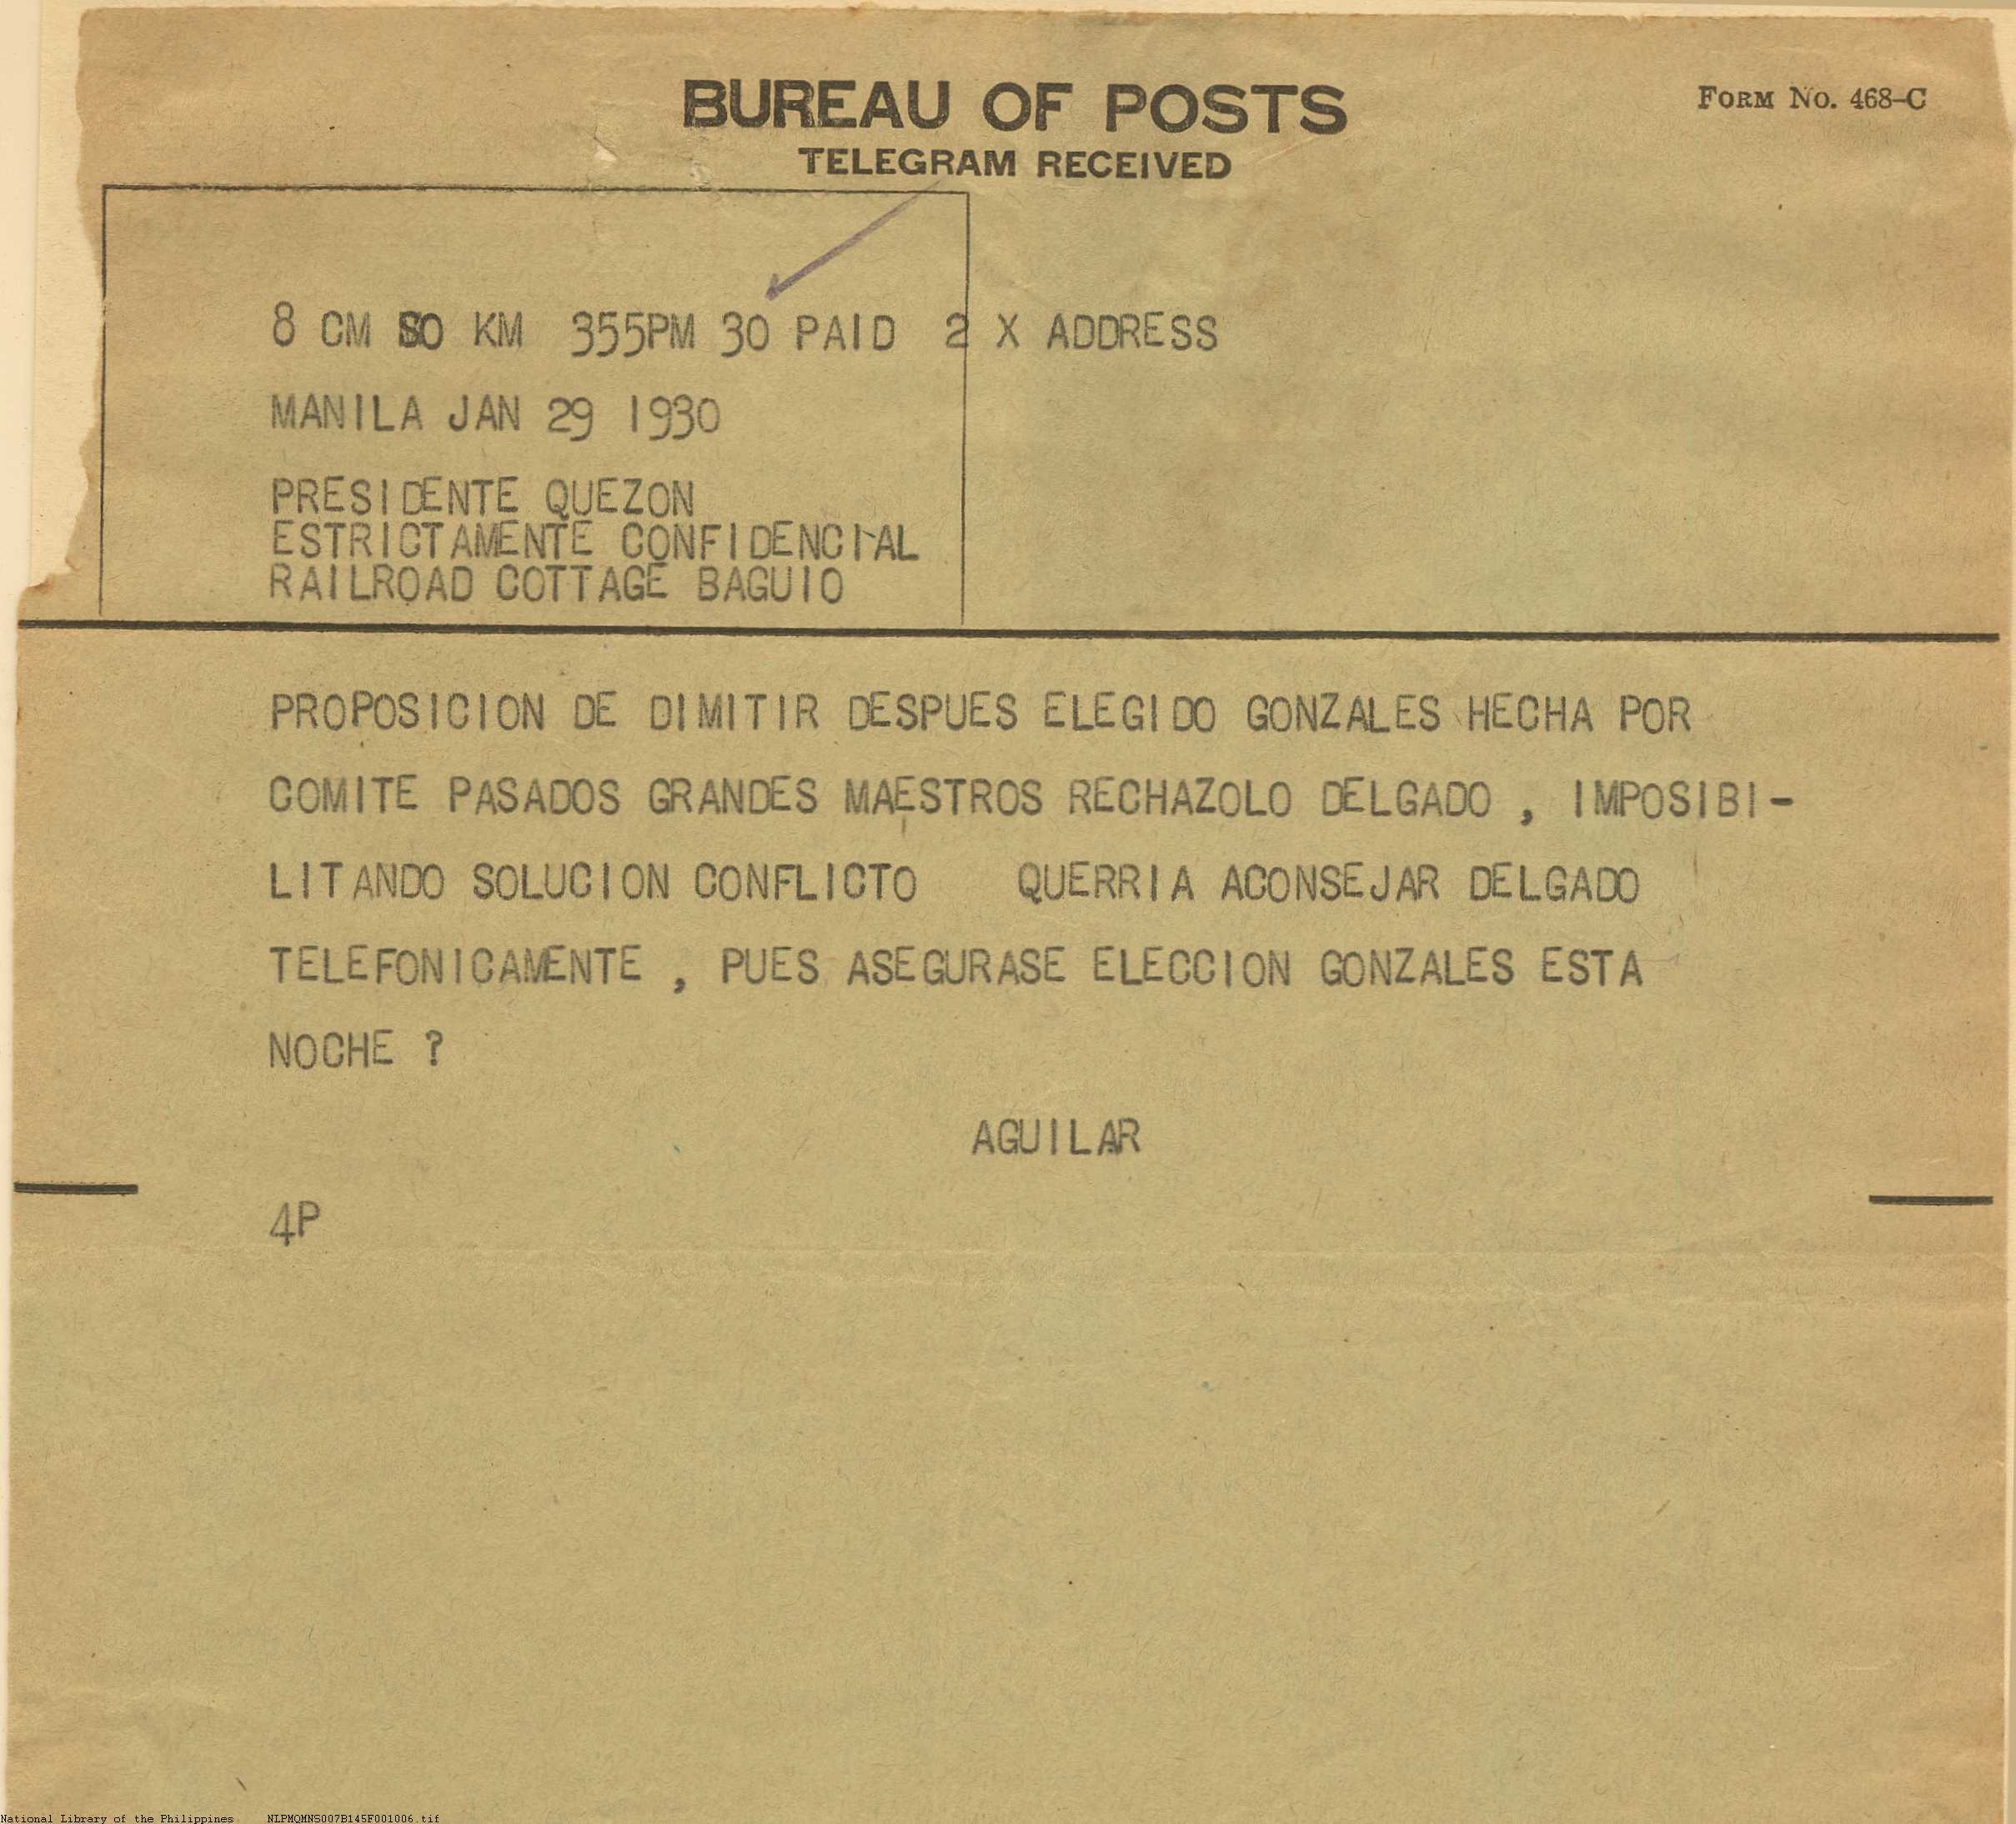 BUREAU OF POSTS
FORM NO. 468-C
TELEGRAM RECEIVED
8 CM SO KM 355PM 30 PAID 2 X ADDRESS
MANILA JAN 29 1930
PRESIDENTE QUEZON
ESTRICTAMENTE CONFIDENCIAL
RAILROAD COTTAGE BAGUIO
PROPOSICION DE DIMITIR DESPUES ELEGIDO GONZALES HECHA POR
COMITE PASADOS GRANDES MAESTROS RECHAZOLO DELGADO , IMPOSIBI-
LITANDO SOLUCION CONFLICTO QUERRIA ACONSEJAR DELGADO
TELEFONICAMENTE , PUES ASEGURASE ELECCION GONZALES ESTA
NOCHE ?
AGUILAR
4P
National Library of the Philippines NLPMQMNS007B145F001006.tif